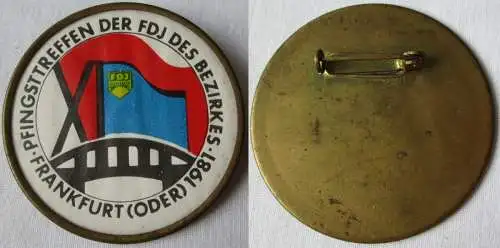 PFINGSTTREFFEN DER FDJ DES BEZIRKES
· FRANKFURT(ODER) 1981 ·
FDJ